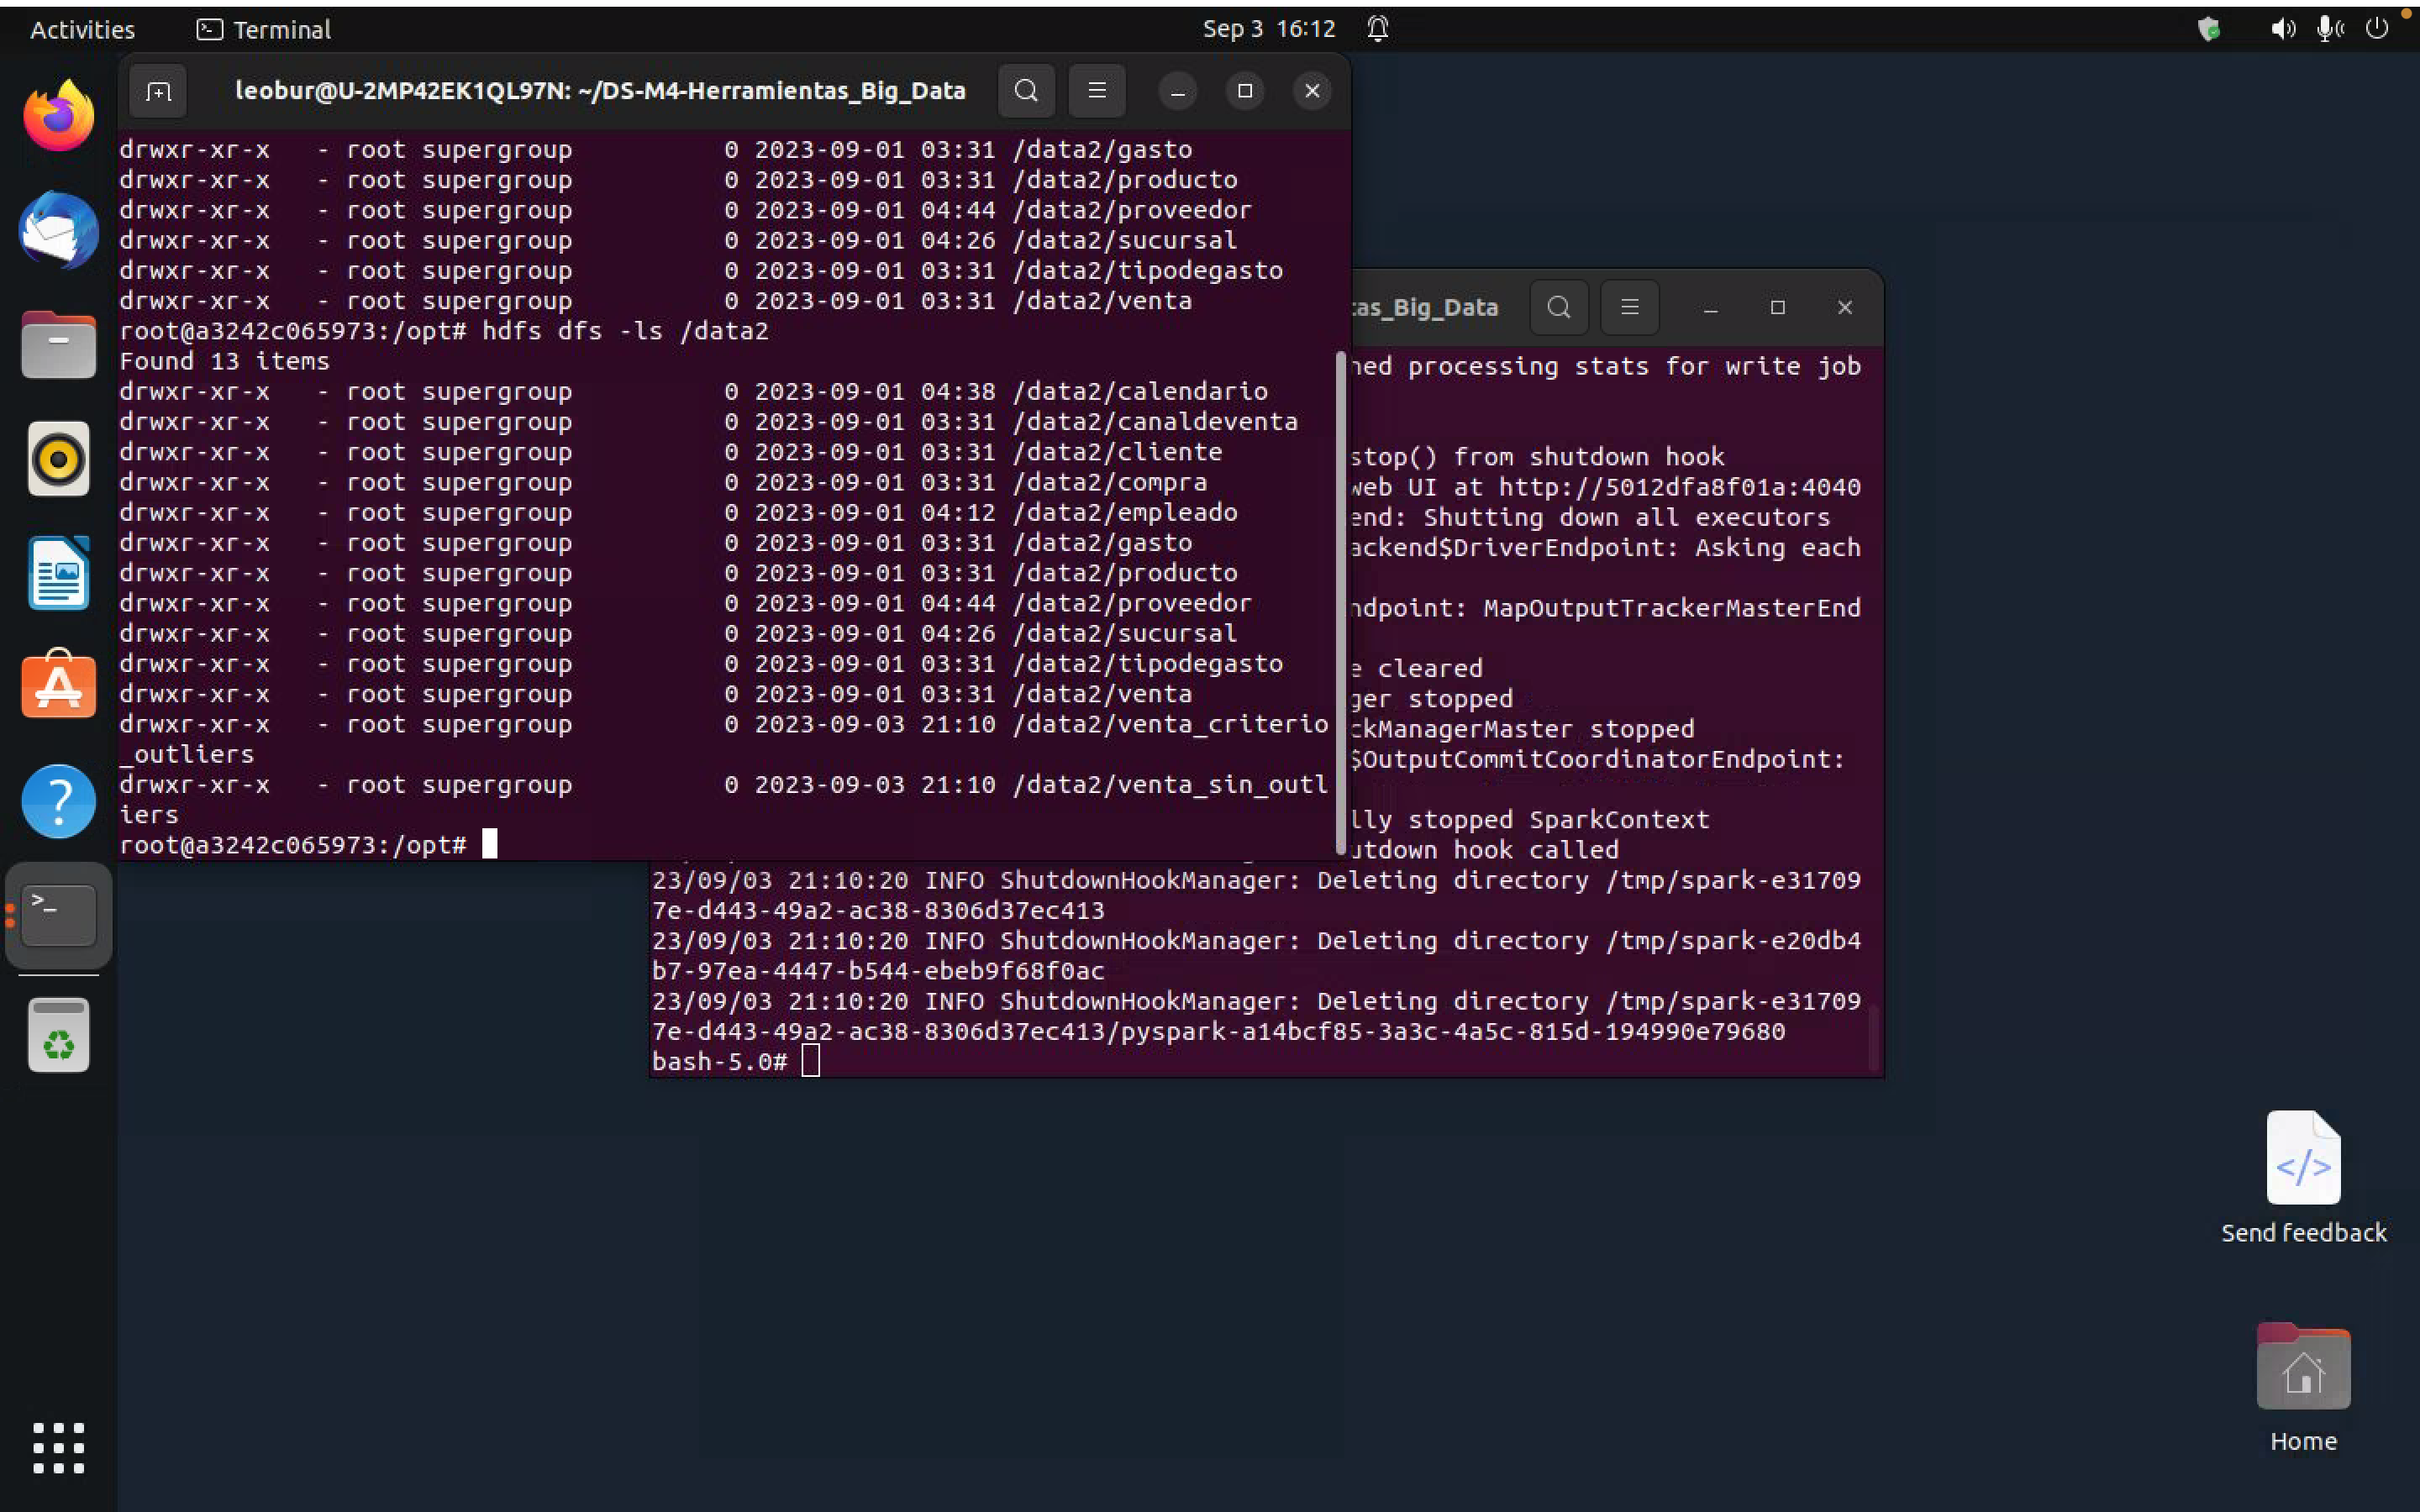 Activities
Terminal
Sep 3 16:12
leobur@U-2MP42EK1QL97N: ~/DS-M4-Herramientas_Big_Data
drwxr-xr-x   - root supergroup          0 2023-09-01 03:31 /data2/gasto
drwxr-xr-x   - root supergroup          0 2023-09-01 03:31 /data2/producto
drwxr-xr-x   - root supergroup          0 2023-09-01 04:44 /data2/proveedor
drwxr-xr-x   - root supergroup          0 2023-09-01 04:26 /data2/sucursal
drwxr-xr-x   - root supergroup          0 2023-09-01 03:31 /data2/tipodegasto
drwxr-xr-x   - root supergroup          0 2023-09-01 03:31 /data2/venta
root@a3242c065973:/opt# hdfs dfs -ls /data2
Found 13 items
drwxr-xr-x   - root supergroup          0 2023-09-01 04:38 /data2/calendario
drwxr-xr-x   - root supergroup          0 2023-09-01 03:31 /data2/canaldeventa
drwxr-xr-x   - root supergroup          0 2023-09-01 03:31 /data2/cliente
drwxr-xr-x   - root supergroup          0 2023-09-01 03:31 /data2/compra
drwxr-xr-x   - root supergroup          0 2023-09-01 04:12 /data2/empleado
drwxr-xr-x   - root supergroup          0 2023-09-01 03:31 /data2/gasto
drwxr-xr-x   - root supergroup          0 2023-09-01 03:31 /data2/producto
drwxr-xr-x   - root supergroup          0 2023-09-01 04:44 /data2/proveedor
drwxr-xr-x   - root supergroup          0 2023-09-01 04:26 /data2/sucursal
drwxr-xr-x   - root supergroup          0 2023-09-01 03:31 /data2/tipodegasto
drwxr-xr-x   - root supergroup          0 2023-09-01 03:31 /data2/venta
drwxr-xr-x   - root supergroup          0 2023-09-03 21:10 /data2/venta_criterio
_outliers
drwxr-xr-x   - root supergroup          0 2023-09-03 21:10 /data2/venta_sin_outl
iers
root@a3242c065973:/opt#
tas_Big_Data
hed processing stats for write job
stop() from shutdown hook
web UI at http://5012dfa8f01a:4040
end: Shutting down all executors
ackend$DriverEndpoint: Asking each
ndpoint: MapOutputTrackerMasterEnd
e cleared
ger stopped
ckManagerMaster stopped
$OutputCommitCoordinatorEndpoint:
lly stopped SparkContext
utdown hook called
23/09/03 21:10:20 INFO ShutdownHookManager: Deleting directory /tmp/spark-e31709
7e-d443-49a2-ac38-8306d37ec413
23/09/03 21:10:20 INFO ShutdownHookManager: Deleting directory /tmp/spark-e20db4
b7-97ea-4447-b544-ebeb9f68f0ac
23/09/03 21:10:20 INFO ShutdownHookManager: Deleting directory /tmp/spark-e31709
7e-d443-49a2-ac38-8306d37ec413/pyspark-a14bcf85-3a3c-4a5c-815d-194990e79680
bash-5.0#
Send feedback
Home